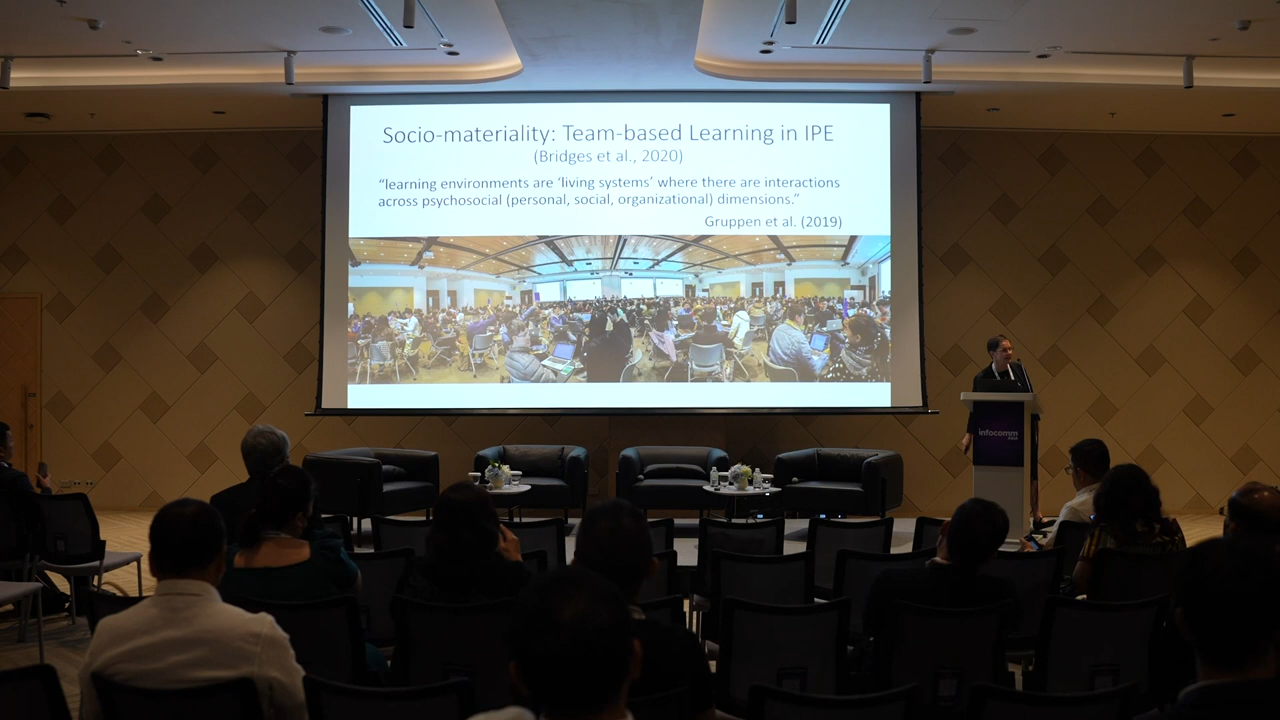 Socio-materiality: Team-based Learning in IPE
(Bridges et al., 2020)
“learning environments are ‘living systems’ where there are interactions
across psychosocial (personal, social, organizational) dimensions.”
Gruppen et al. (2019)
infocomm